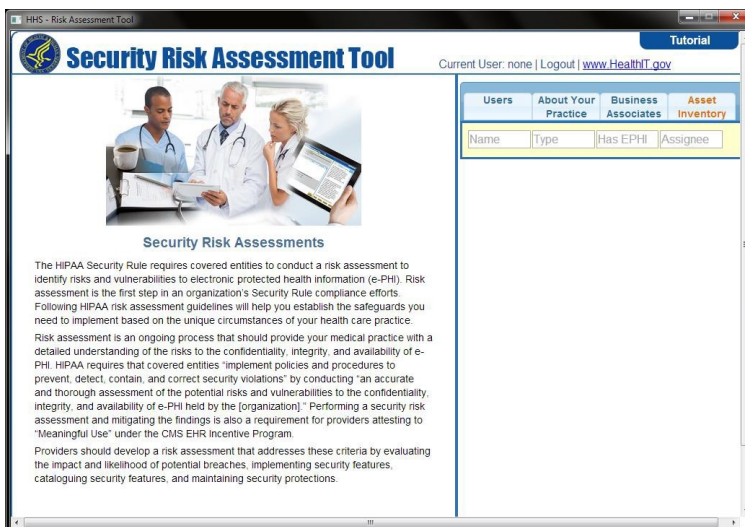 HHS - Risk Assessment Tool
Tutorial
Security Risk Assessment Tool
Current User: none | Logout | www.HealthIT.gov
Users
About Your
Practice
Business
Associates
Asset
Inventory
Name
Type
Has EPHI
Assignee
Security Risk Assessments
The HIPAA Security Rule requires covered entities to conduct a risk assessment to
identify risks and vulnerabilities to electronic protected health information (e-PHI). Risk
assessment is the first step in an organization's Security Rule compliance efforts.
Following HIPAA risk assessment guidelines will help you establish the safeguards you
need to implement based on the unique circumstances of your health care practice.
Risk assessment is an ongoing process that should provide your medical practice with a
detailed understanding of the risks to the confidentiality, integrity, and availability of e-
PHI. HIPAA requires that covered entities “implement policies and procedures to
prevent, detect, contain, and correct security violations” by conducting “an accurate
and thorough assessment of the potential risks and vulnerabilities to the confidentiality,
integrity, and availability of e-PHI held by the [organization].” Performing a security risk
assessment and mitigating the findings is also a requirement for providers attesting to
“Meaningful Use” under the CMS EHR Incentive Program.
Providers should develop a risk assessment that addresses these criteria by evaluating
the impact and likelihood of potential breaches, implementing security features,
cataloguing security features, and maintaining security protections.